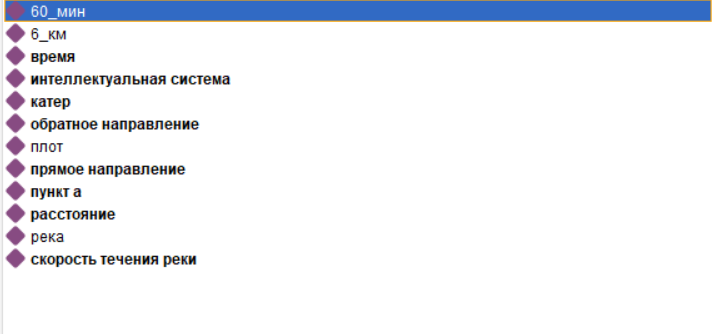 60_мин
6_км
время
интеллектуальная система
катер
обратное направление
плот
прямое направление
пункт а
расстояние
река
скорость течения реки